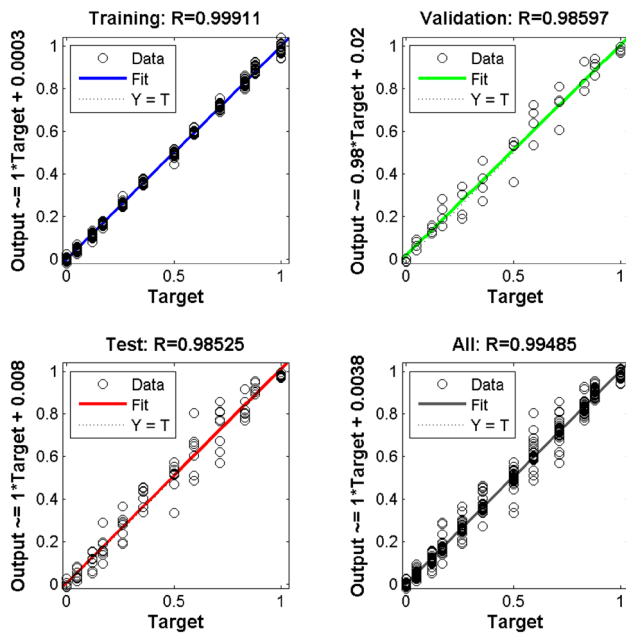 Training: R=0.99911
Output ~= 1*Target + 0.0003
1
0.8
0.6
0.4
0.2
0
Data
Fit
Y = T
0
0.5
1
Target
Validation: R=0.98597
Output ~= 0.98*Target + 0.02
1
0.8
0.6
0.4
0.2
0
Data
Fit
Y = T
0
0.5
1
Target
Test: R=0.98525
Output ~= 1*Target + 0.008
1
0.8
0.6
0.4
0.2
0
Data
Fit
Y = T
0
0.5
1
Target
All: R=0.99485
Output ~= 1*Target + 0.0038
1
0.8
0.6
0.4
0.2
0
Data
Fit
Y = T
0
0.5
1
Target